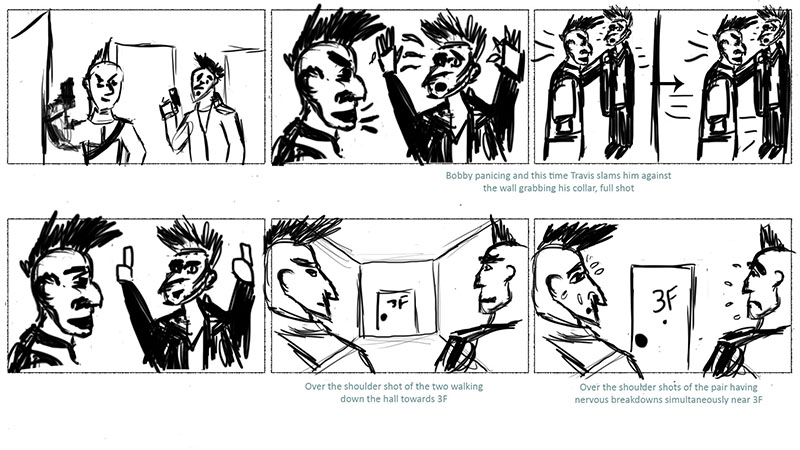 Bobby panicing and this time Travis slams him against
the wall grabbing his collar, full shot
3F
3F
Over the shoulder shot of the two walking
down the hall towards 3F
Over the shoulder shots of the pair having
nervous breakdowns simultaneously near 3F